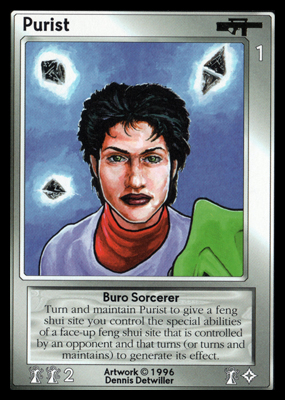 Purist
1
Buro Sorcerer
Turn and maintain Purist to give a feng
shui site you control the special abilities
of a face-up feng shui site that is controlled
by an opponent and that turns (or turns and
maintains) to generate its effect.
2
Artwork © 1996
Dennis Detwiller